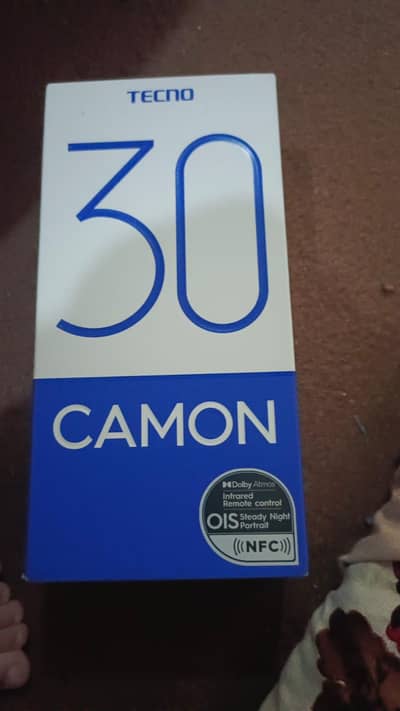 TECNO
30
CAMON
Dolby Atmos
Infrared
Remote control
OIS Steady Night
Portrait
NFC